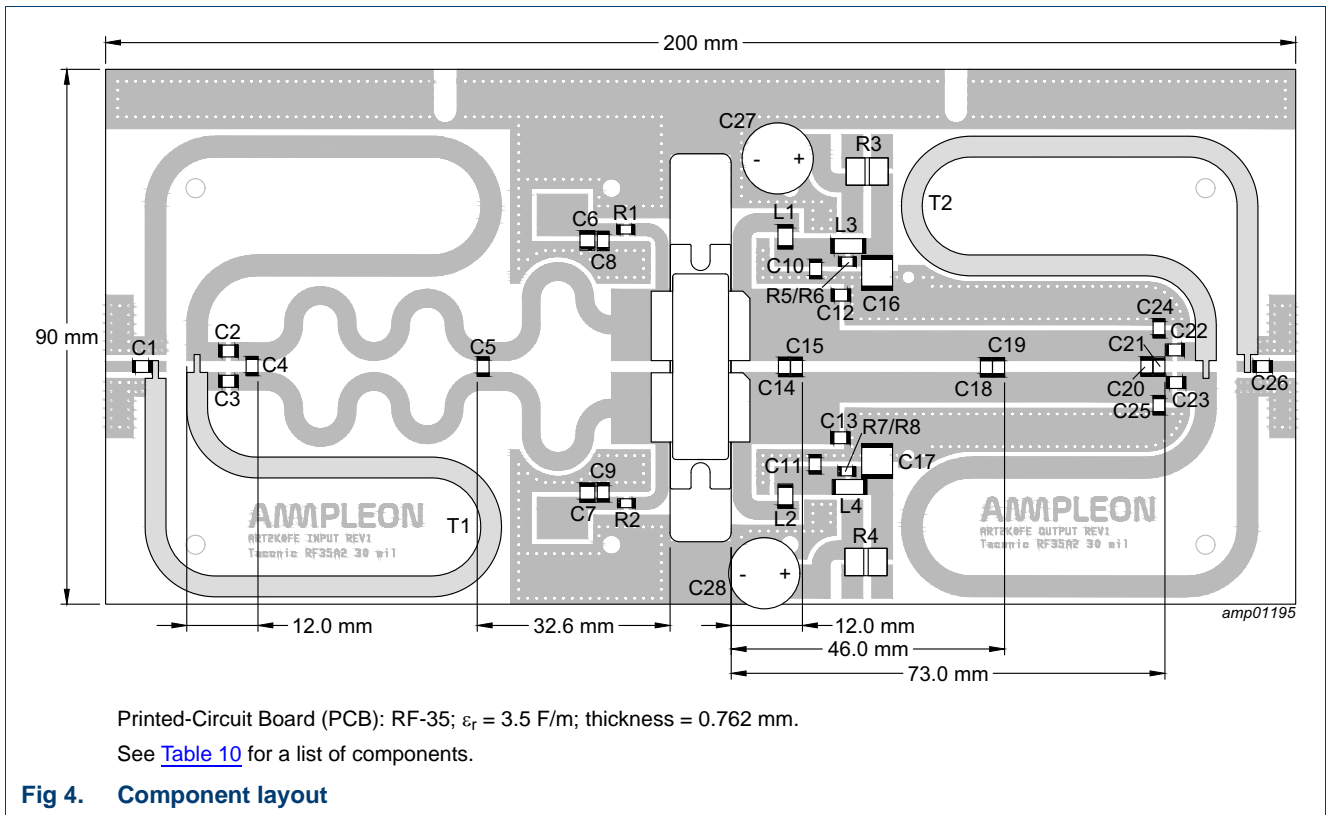 200 mm
90 mm
C27
R3
T2
L1
L3
C6
R1
C8
C10
R5/R6
C12
C16
C24
C22
C21
C1
C2
C4
C5
C15
C19
C3
C14
C18
C20
C23
C26
C25
C13
R7/R8
C11
C17
C9
C7
R2
L2
L4
T1
R4
C28
- +
- +
AMPLEON
ART2K0FE INPUT REV1
Taconic RF35A2 30 mil
AMPLEON
ART2K0FE OUTPUT REV1
Taconic RF35A2 30 mil
amp01195
12.0 mm
32.6 mm
12.0 mm
46.0 mm
73.0 mm
Printed-Circuit Board (PCB): RF-35; εr = 3.5 F/m; thickness = 0.762 mm.
See Table 10 for a list of components.
Fig 4. Component layout